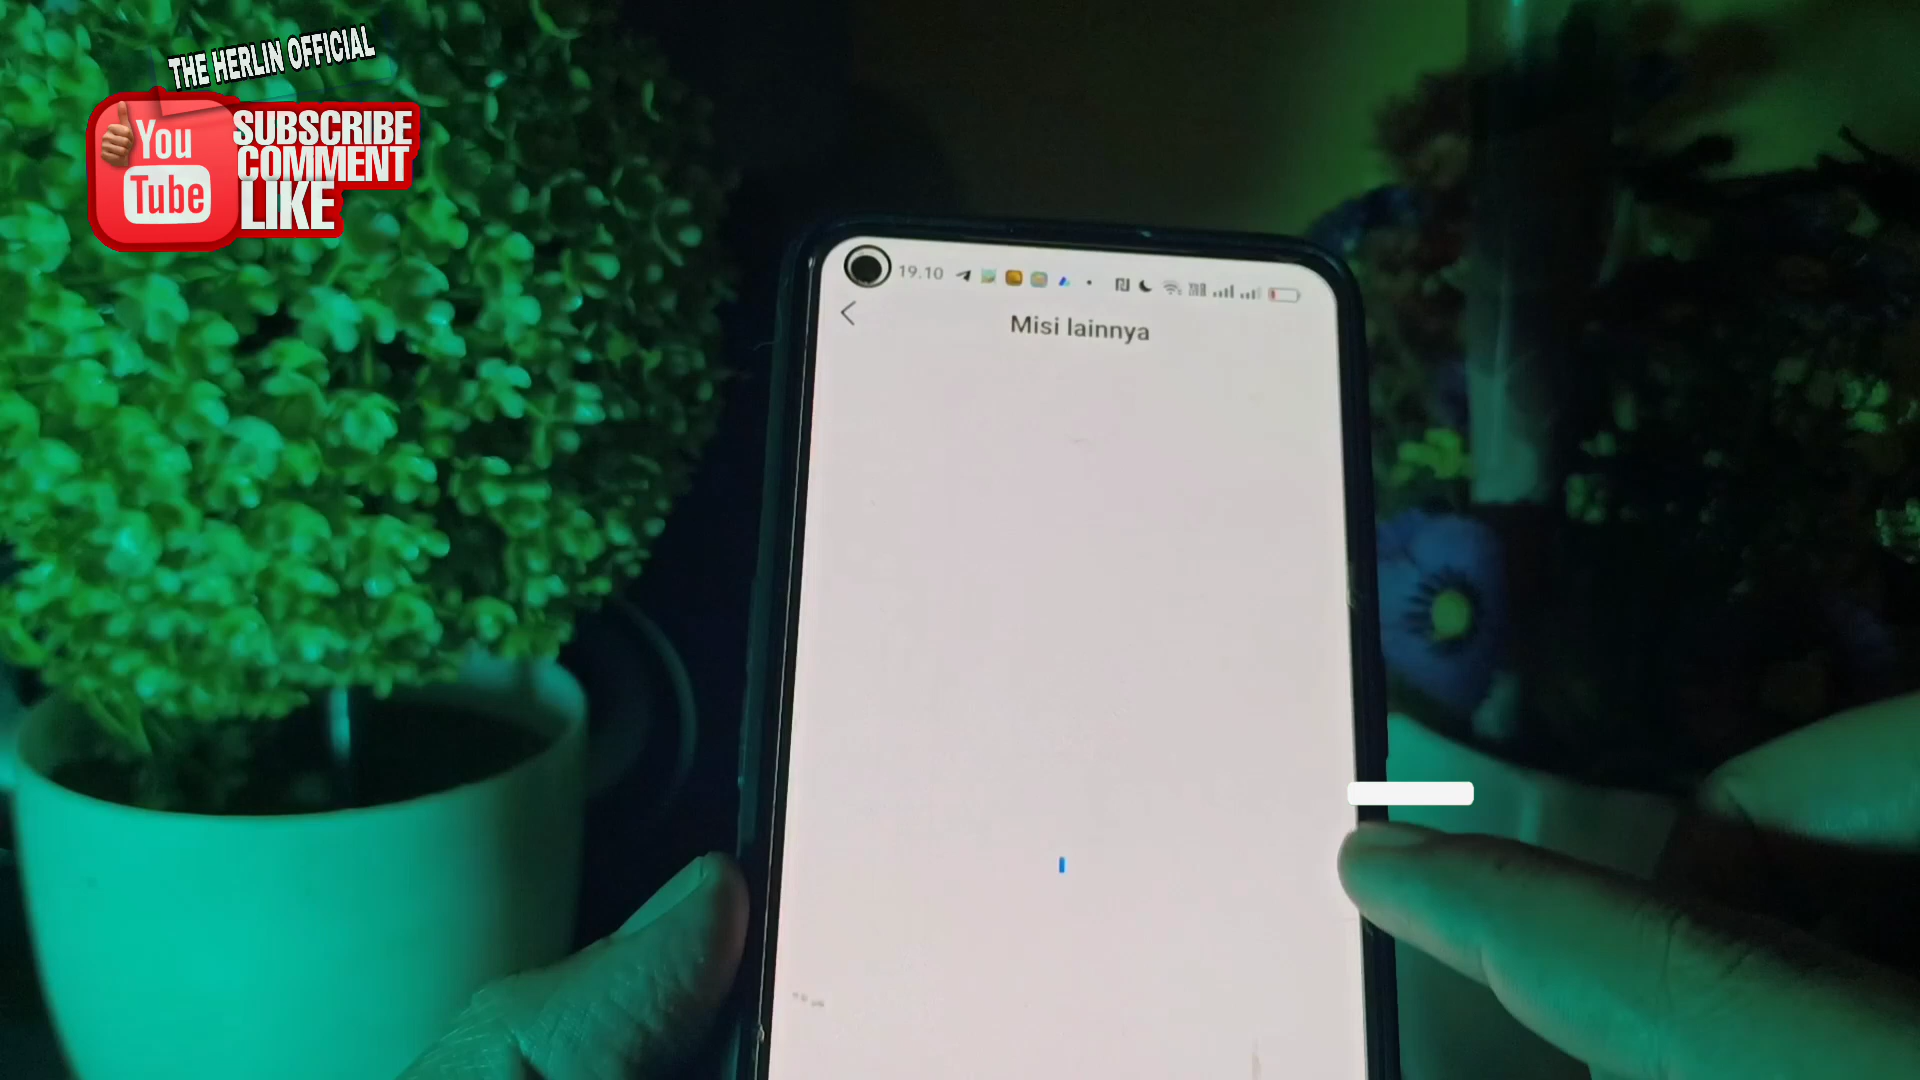 THE HERLIN OFFICIAL
You
Tube
SUBSCRIBE
COMMENT
LIKE
19.10
Misi lainnya